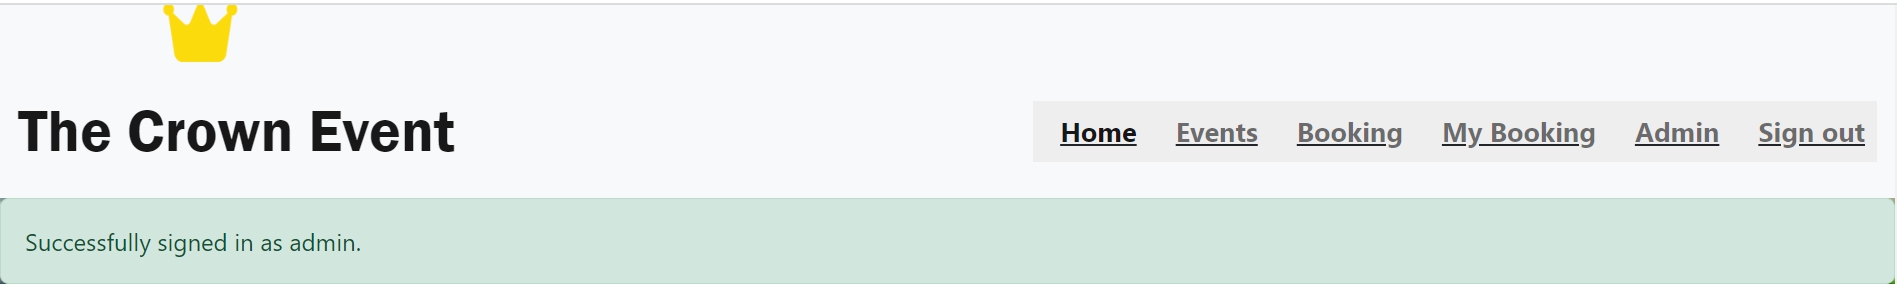 The Crown Event
Home Events Booking My Booking Admin Sign out
Successfully signed in as admin.